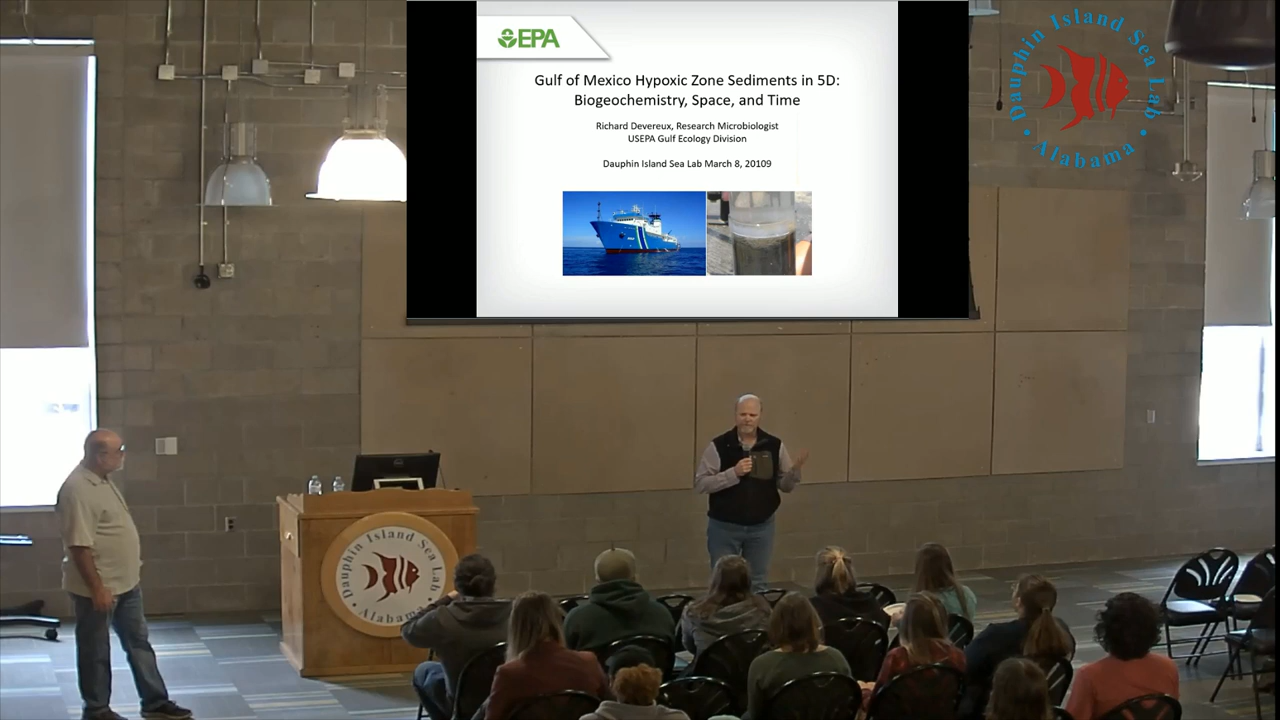 EPA
Gulf of Mexico Hypoxic Zone Sediments in 5D:
Biogeochemistry, Space, and Time
Richard Devereux, Research Microbiologist
USEPA Gulf Ecology Division
Dauphin Island Sea Lab March 8, 20109
Dauphin Island Sea Lab
Alabama
Dauphin Island Sea Lab
Alabama